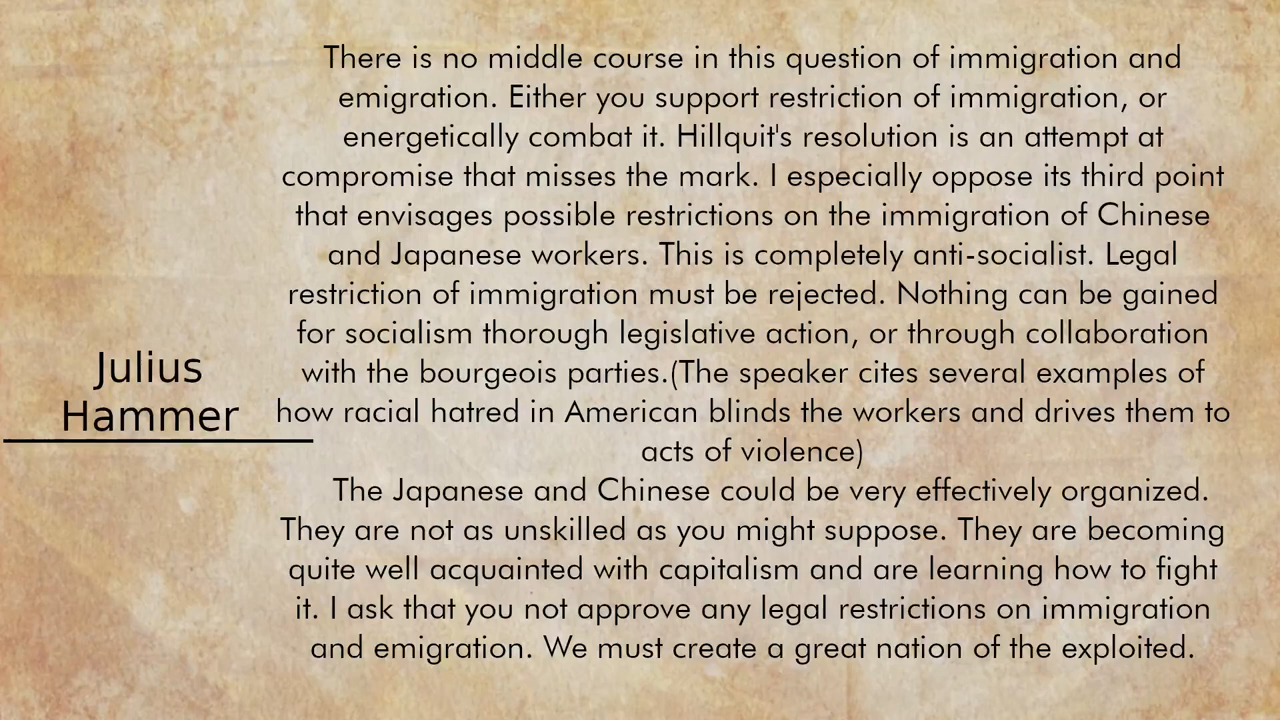 There is no middle course in this question of immigration and
emigration. Either you support restriction of immigration, or
energetically combat it. Hillquit's resolution is an attempt at
compromise that misses the mark. I especially oppose its third point
that envisages possible restrictions on the immigration of Chinese
and Japanese workers. This is completely anti-socialist. Legal
restriction of immigration must be rejected. Nothing can be gained
for socialism thorough legislative action, or through collaboration
with the bourgeois parties.(The speaker cites several examples of
how racial hatred in American blinds the workers and drives them to
acts of violence)
The Japanese and Chinese could be very effectively organized.
They are not as unskilled as you might suppose. They are becoming
quite well acquainted with capitalism and are learning how to fight
it. I ask that you not approve any legal restrictions on immigration
and emigration. We must create a great nation of the exploited.
Julius
Hammer